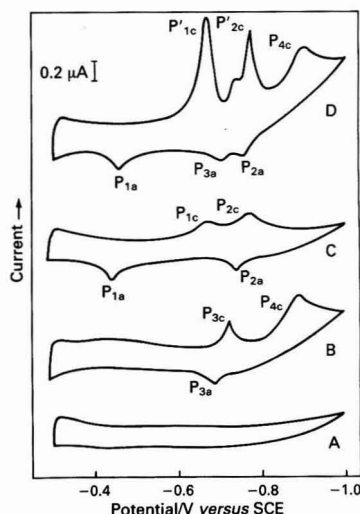 P'1c
P'2c
P4c
0.2 μA
D
P1a
P3a
P2a
P1c
P2c
C
P1a
P2a
P3c
P4c
B
P3a
A
Current →
−0.4
−0.6
−0.8
−1.0
Potential/V versus SCE